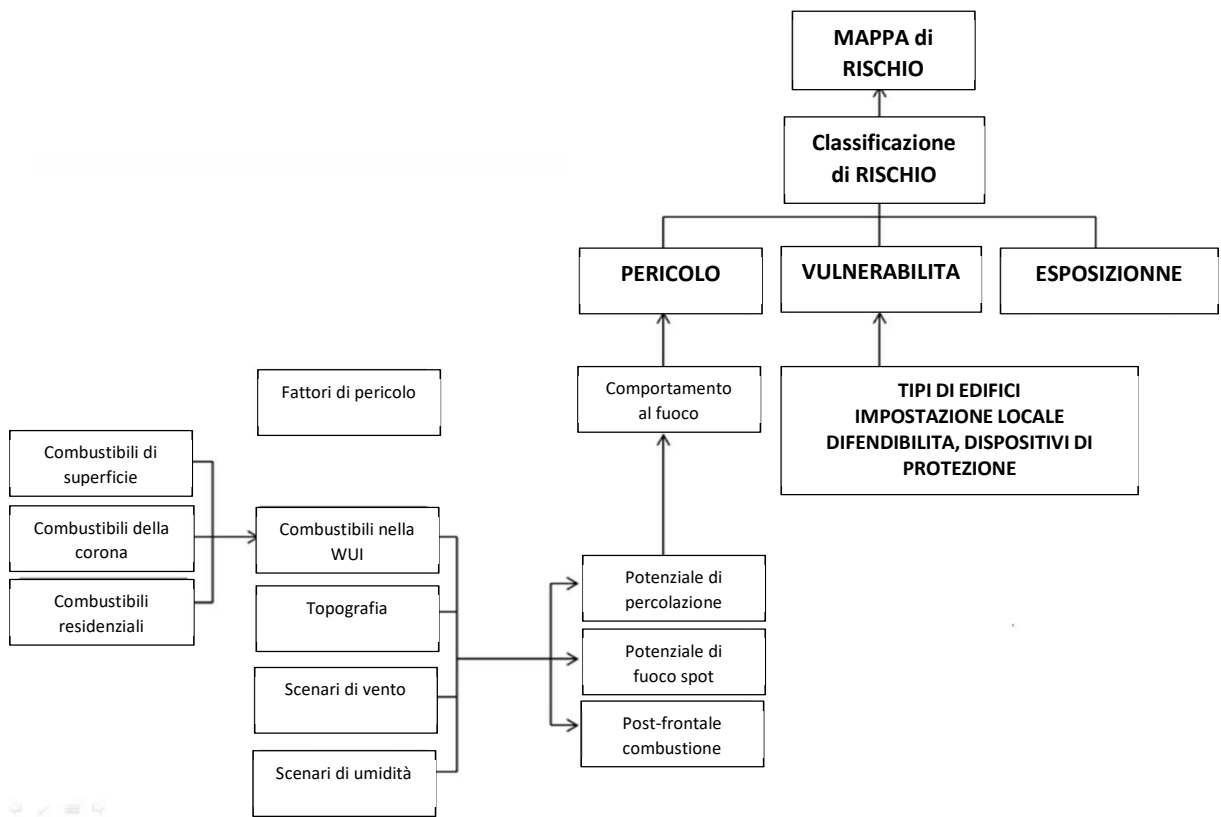 MAPPA di
RISCHIO
Classificazione
di RISCHIO
PERICOLO
VULNERABILITA
ESPOSIZIONNE
Fattori di pericolo
Comportamento
al fuoco
TIPI DI EDIFICI
IMPOSTAZIONE LOCALE
DIFENDIBILITA, DISPOSITIVI DI
PROTEZIONE
Combustibili di
superficie
Combustibili della
corona
Combustibili
residenziali
Combustibili nella
WUI
Topografia
Scenari di vento
Scenari di umidità
Potenziale di
percolazione
Potenziale di
fuoco spot
Post-frontale
combustione